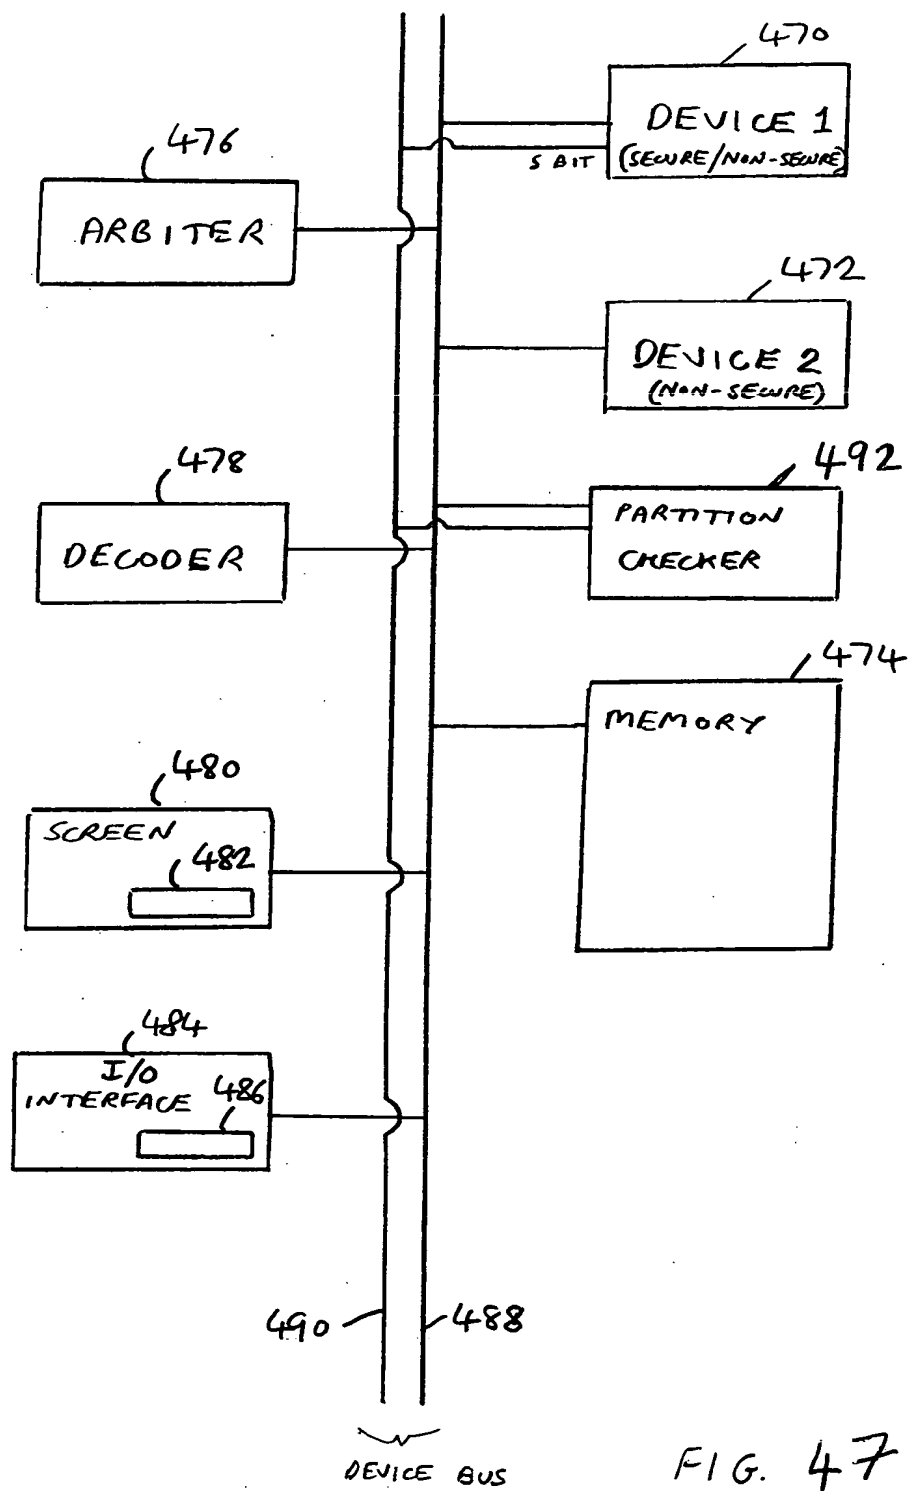 470
DEVICE 1
(SECURE/NON-SECURE)
S BIT
476
ARBITER
472
DEVICE 2
(NON-SECURE)
478
DECODER
492
PARTITION
CHECKER
474
MEMORY
480
SCREEN
482
484
I/O
INTERFACE
486
490
488
DEVICE BUS
FIG. 47